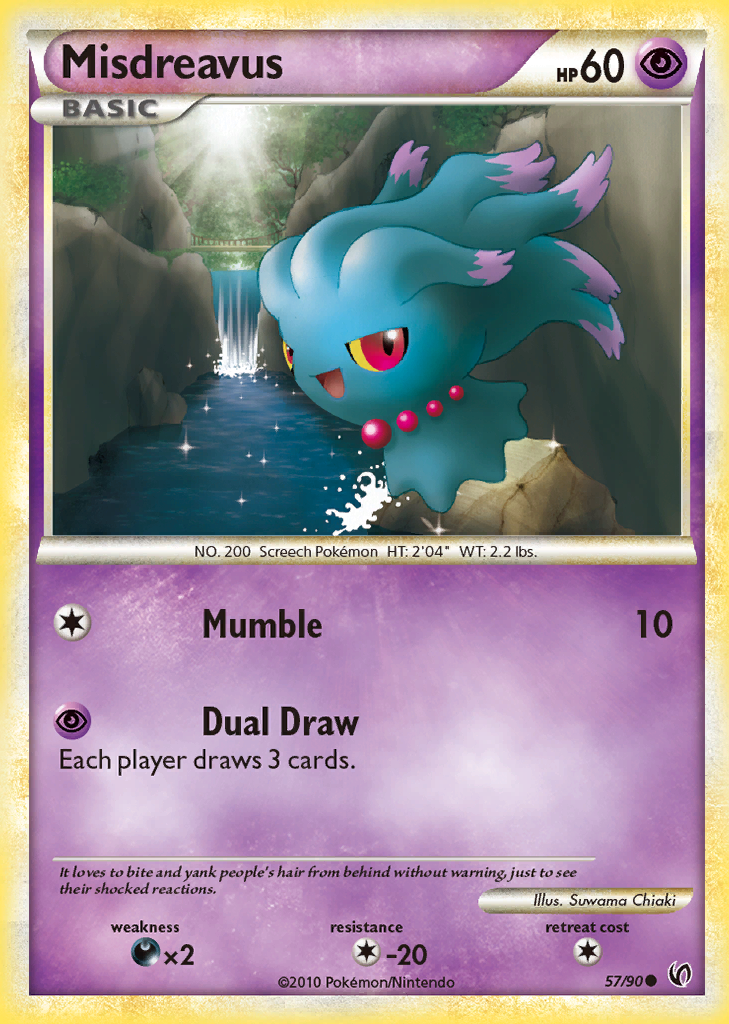 Misdreavus
HP60
BASIC
NO. 200 Screech Pokémon HT: 2'04" WT: 2.2 lbs.
Mumble 10
Dual Draw
Each player draws 3 cards.
It loves to bite and yank people's hair from behind without warning, just to see
their shocked reactions.
Illus. Suwama Chiaki
weakness resistance retreat cost
×2 -20
©2010 Pokémon/Nintendo 57/90